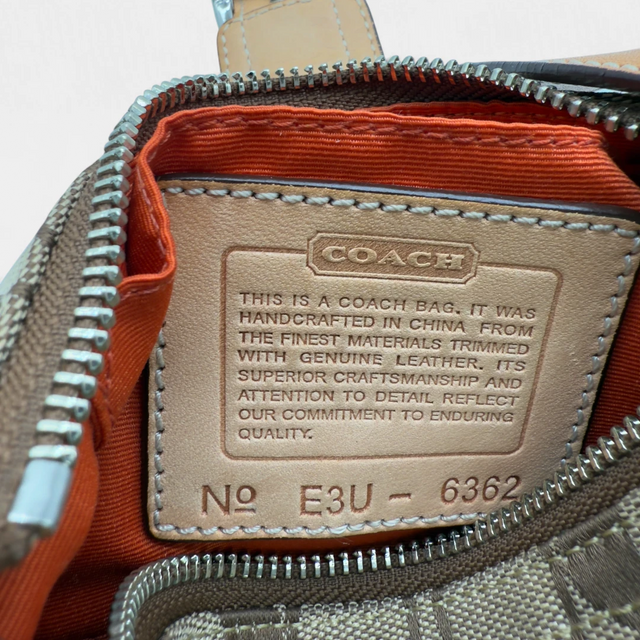 COACH
THIS IS A COACH BAG. IT WAS
HANDCRAFTED IN CHINA FROM
THE FINEST MATERIALS TRIMMED
WITH GENUINE LEATHER. ITS
SUPERIOR CRAFTSMANSHIP AND
ATTENTION TO DETAIL REFLECT
OUR COMMITMENT TO ENDURING
QUALITY.
Nº E3U - 6362